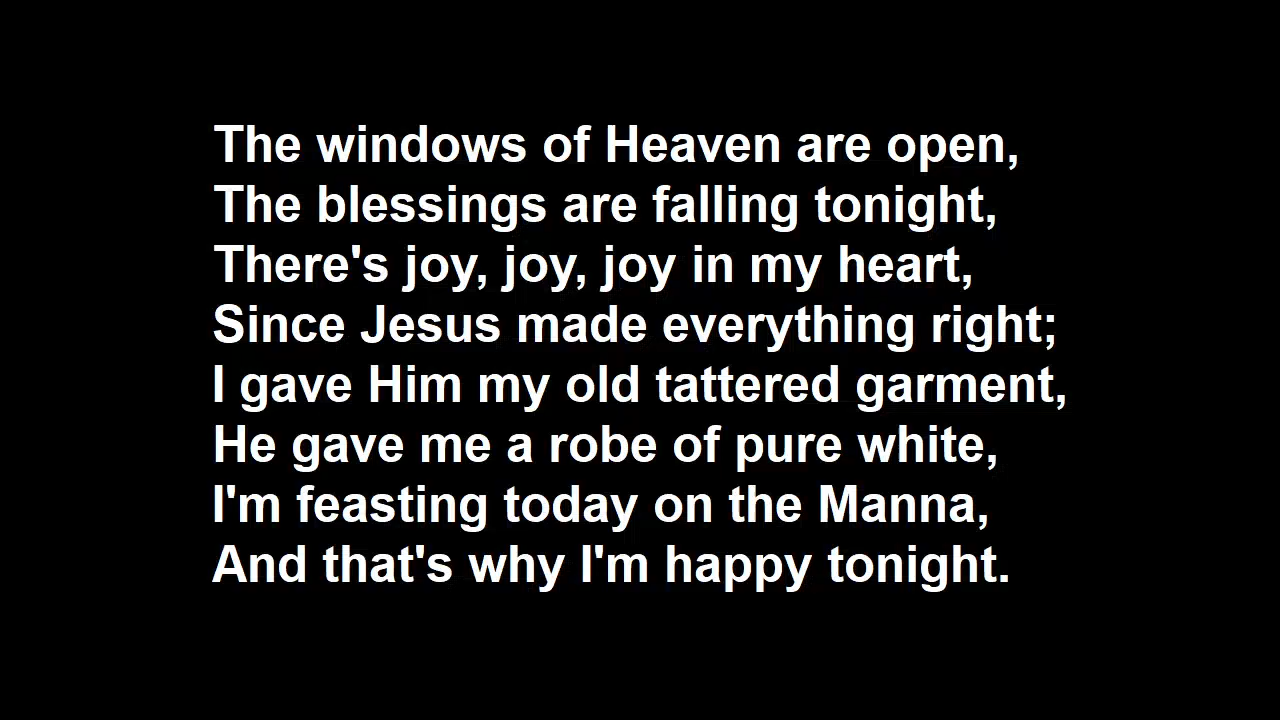 The windows of Heaven are open,
The blessings are falling tonight,
There's joy, joy, joy in my heart,
Since Jesus made everything right;
I gave Him my old tattered garment,
He gave me a robe of pure white,
I'm feasting today on the Manna,
And that's why I'm happy tonight.